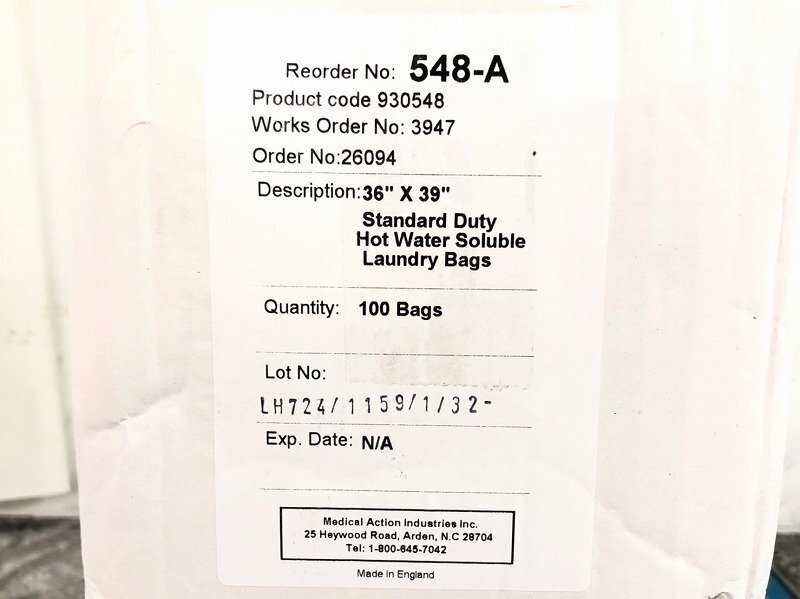 Reorder No: 548-A
Product code 930548
Works Order No: 3947
Order No:26094
Description:36" X 39"
Standard Duty
Hot Water Soluble
Laundry Bags
Quantity: 100 Bags
Lot No:
LH724/1159/1/32-
Exp. Date: N/A
Medical Action Industries Inc.
25 Heywood Road, Arden, N.C 28704
Tel: 1-800-645-7042
Made in England